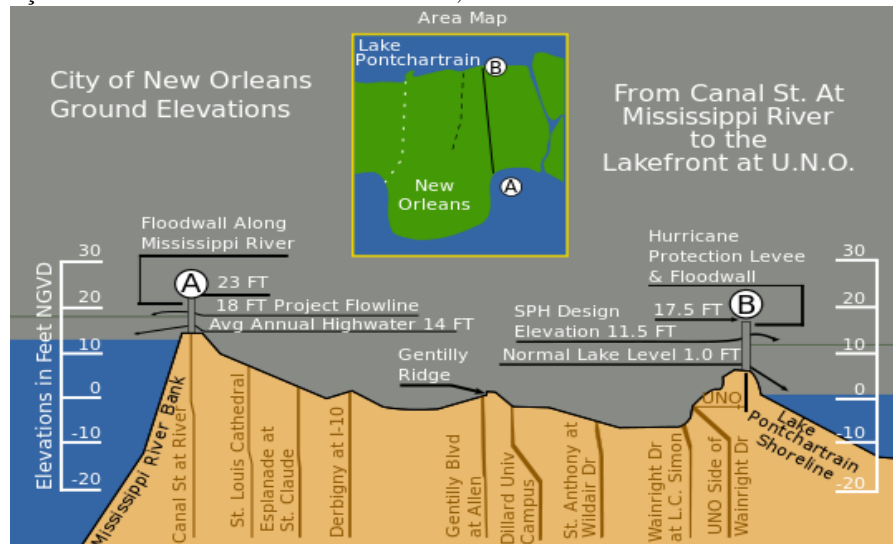 Area Map
City of New Orleans
Ground Elevations
Lake
Pontchartrain
B
A
New
Orleans
From Canal St. At
Mississippi River
to the
Lakefront at U.N.O.
Floodwall Along
Mississippi River
A
23 FT
18 FT Project Flowline
Avg Annual Highwater 14 FT
Gentilly
Ridge
Hurricane
Protection Levee
& Floodwall
SPH Design
Elevation 11.5 FT
17.5 FT
B
Normal Lake Level 1.0 FT
Elevations in Feet NGVD
30
20
10
0
-10
-20
30
20
10
0
-10
-20
Mississippi River Bank
Canal St at River
St. Louis Cathedral
Esplanade at
St. Claude
Derbigny at I-10
Gentilly Blvd
at Allen
Dillard Univ
Campus
St. Anthony at
Wildair Dr
Wainright Dr
at L.C. Simon
UNO Side of
Wainright Dr
UNO
Lake
Pontchartrain
Shoreline